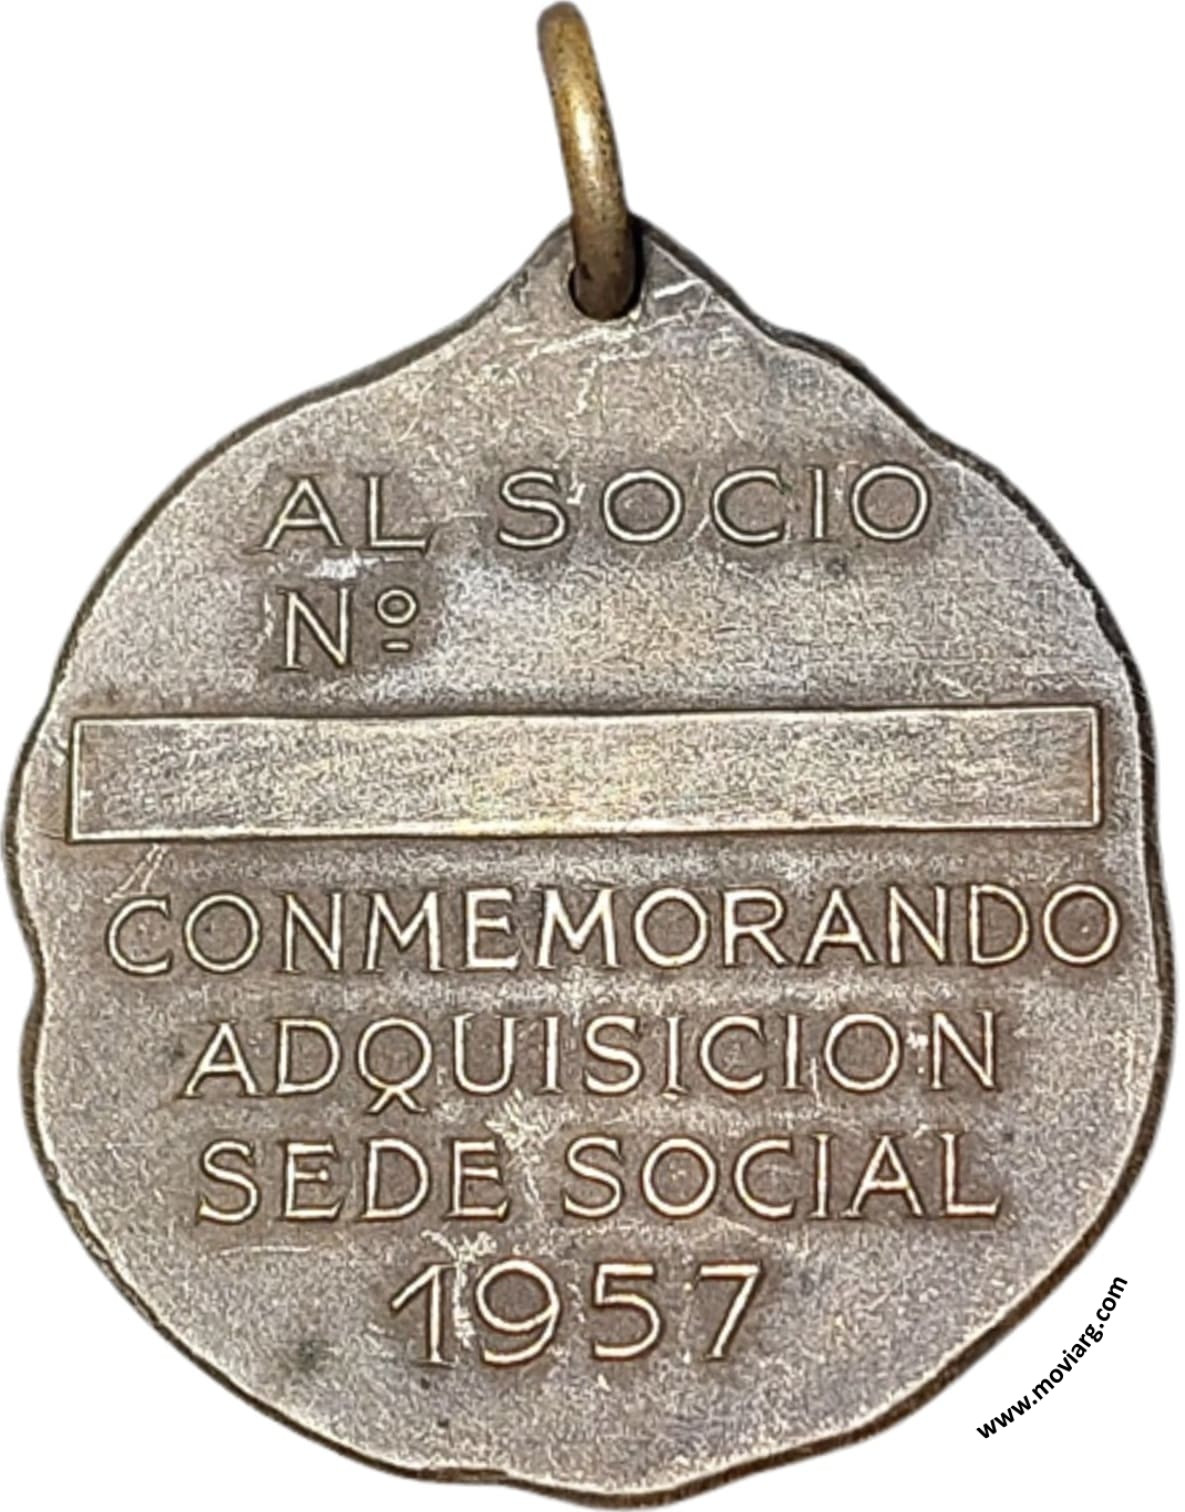 AL SOCIO
Nº
CONMEMORANDO
ADQUISICION
SEDE SOCIAL
1957
www.moviarg.com